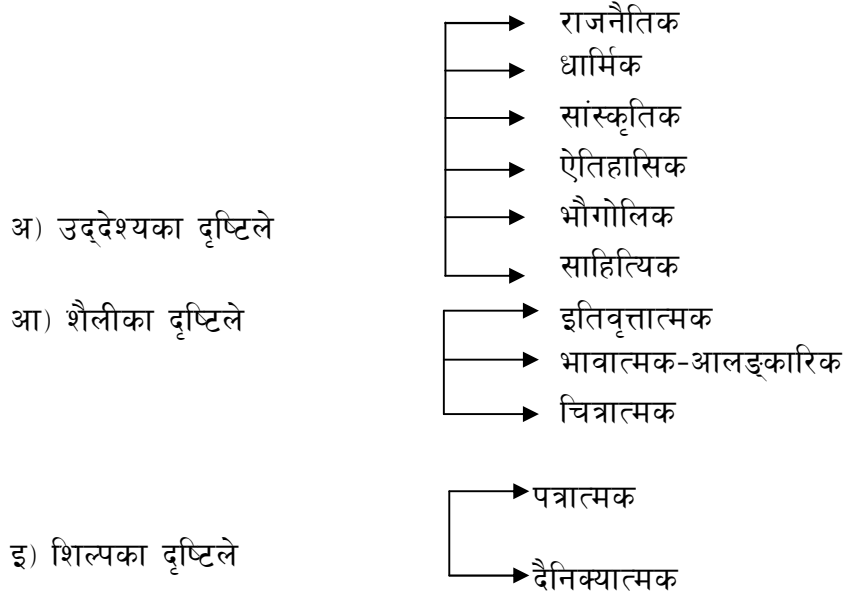 राजनैतिक
धार्मिक
सांस्कृतिक
ऐतिहासिक
भौगोलिक
अ) उद्देश्यका दृष्टिले
साहित्यिक
आ) शैलीका दृष्टिले
इतिवृत्तात्मक
भावात्मक-आलङ्कारिक
चित्रात्मक
पत्रात्मक
इ) शिल्पका दृष्टिले
दैनिक्यात्मक